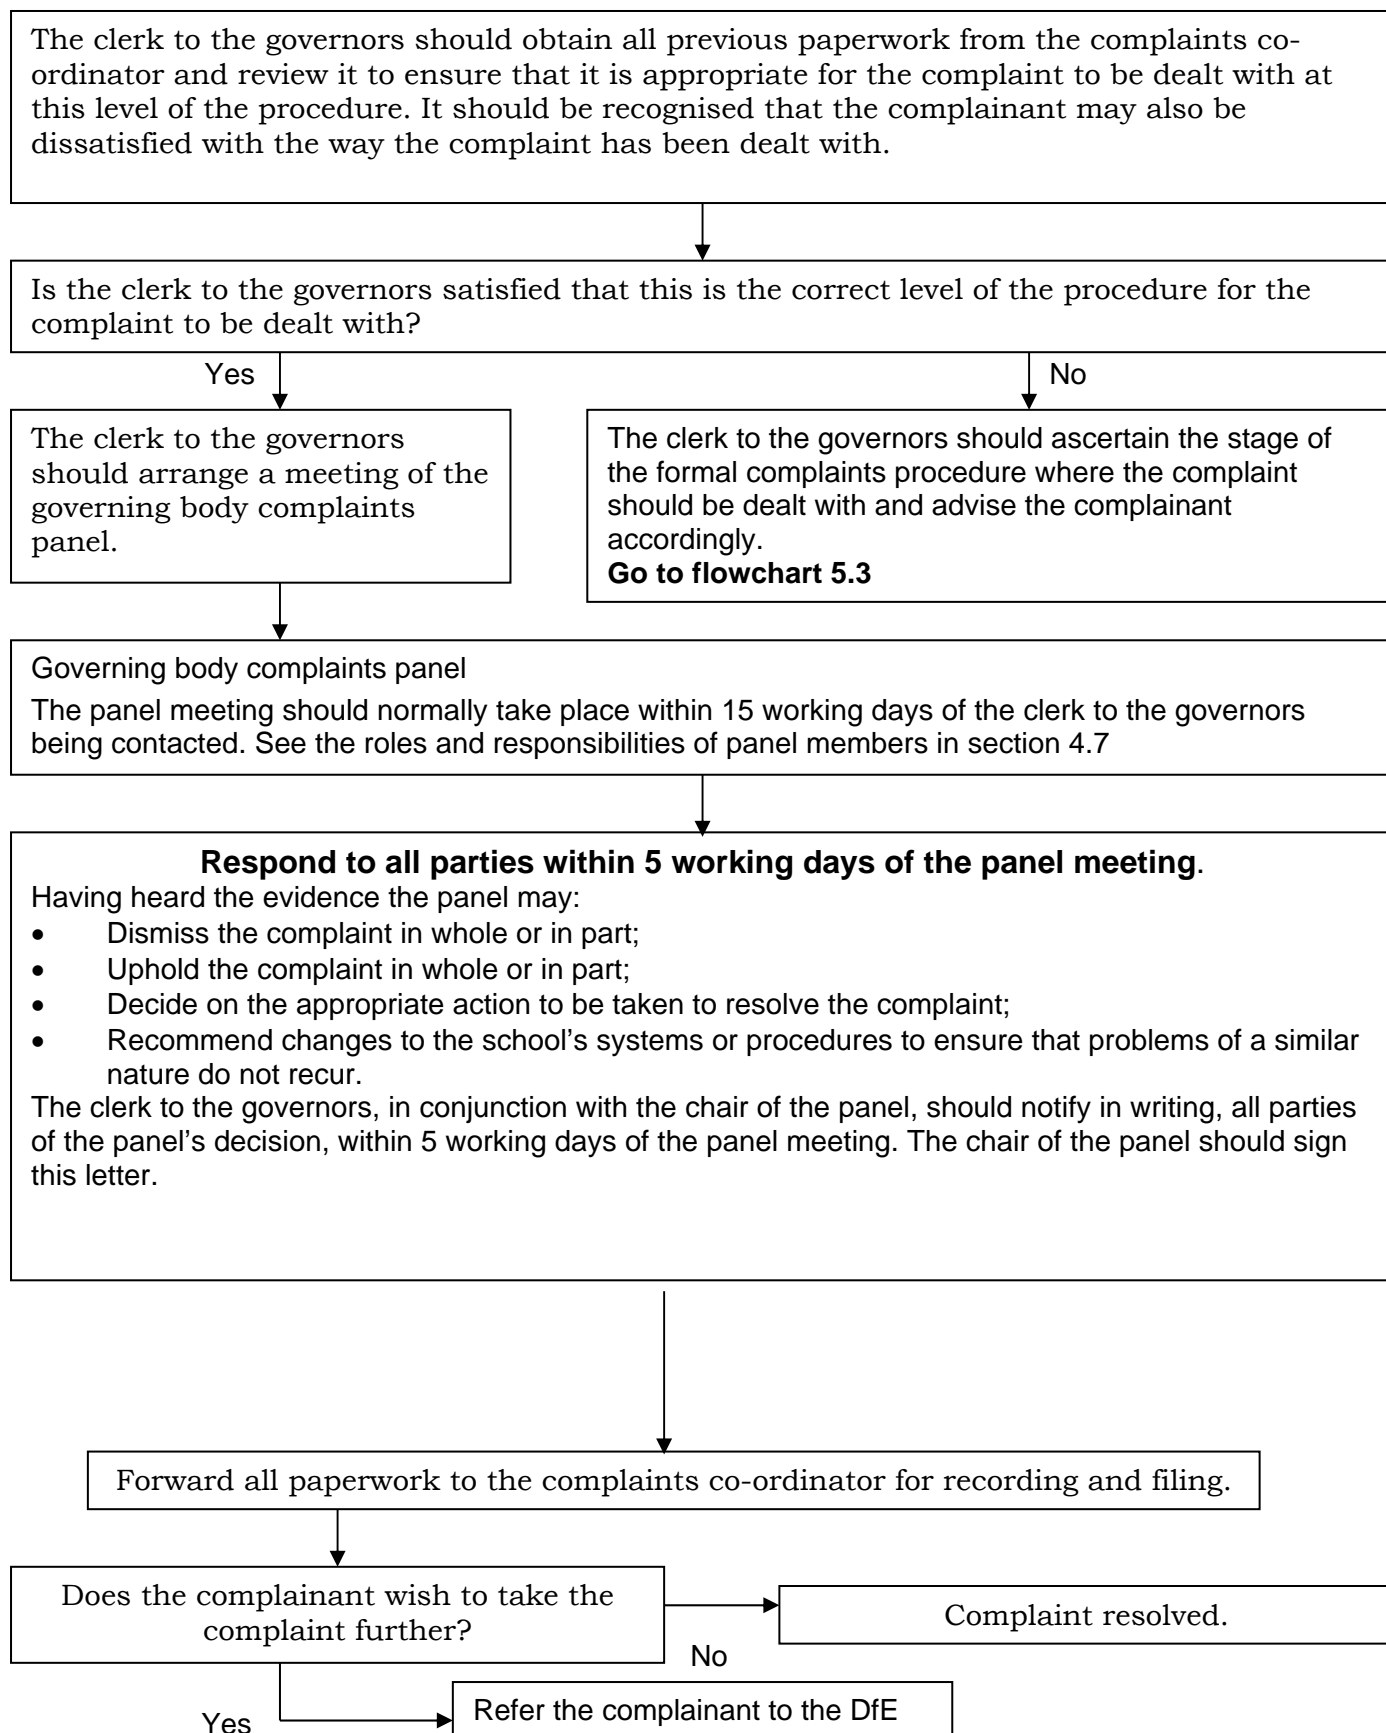 The clerk to the governors should obtain all previous paperwork from the complaints co-
ordinator and review it to ensure that it is appropriate for the complaint to be dealt with at
this level of the procedure. It should be recognised that the complainant may also be
dissatisfied with the way the complaint has been dealt with.
Is the clerk to the governors satisfied that this is the correct level of the procedure for the
complaint to be dealt with?
Yes
No
The clerk to the governors
should arrange a meeting of the
governing body complaints
panel.
The clerk to the governors should ascertain the stage of
the formal complaints procedure where the complaint
should be dealt with and advise the complainant
accordingly.
Go to flowchart 5.3
Governing body complaints panel
The panel meeting should normally take place within 15 working days of the clerk to the governors
being contacted. See the roles and responsibilities of panel members in section 4.7
Respond to all parties within 5 working days of the panel meeting.
Having heard the evidence the panel may:
• Dismiss the complaint in whole or in part;
• Uphold the complaint in whole or in part;
• Decide on the appropriate action to be taken to resolve the complaint;
• Recommend changes to the school's systems or procedures to ensure that problems of a similar
nature do not recur.
The clerk to the governors, in conjunction with the chair of the panel, should notify in writing, all parties
of the panel's decision, within 5 working days of the panel meeting. The chair of the panel should sign
this letter.
Forward all paperwork to the complaints co-ordinator for recording and filing.
Does the complainant wish to take the
complaint further?
Complaint resolved.
No
Yes
Refer the complainant to the DfE